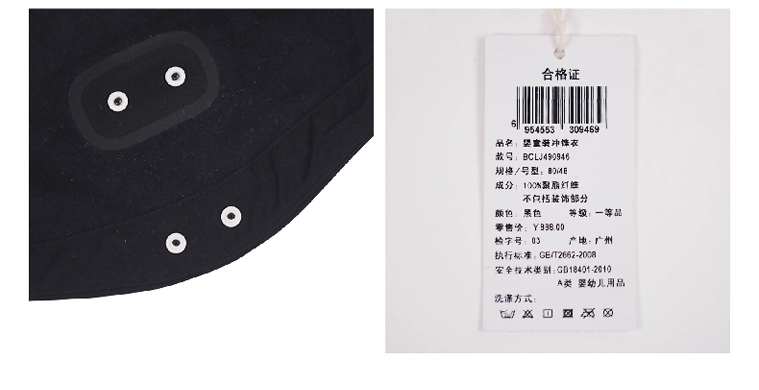 合格证
6 954553 309469
品名：婴童装冲锋衣
款号：BCLJ490946
规格/号型：80/48
成分：100%聚脂纤维
不包括装饰部分
颜色：黑色 等级：一等品
零售价：￥998.00
检字号：03 产地：广州
执行标准：GB/T2662-2008
安全技术类别：GB18401-2010
A类 婴幼儿用品
洗涤方式：